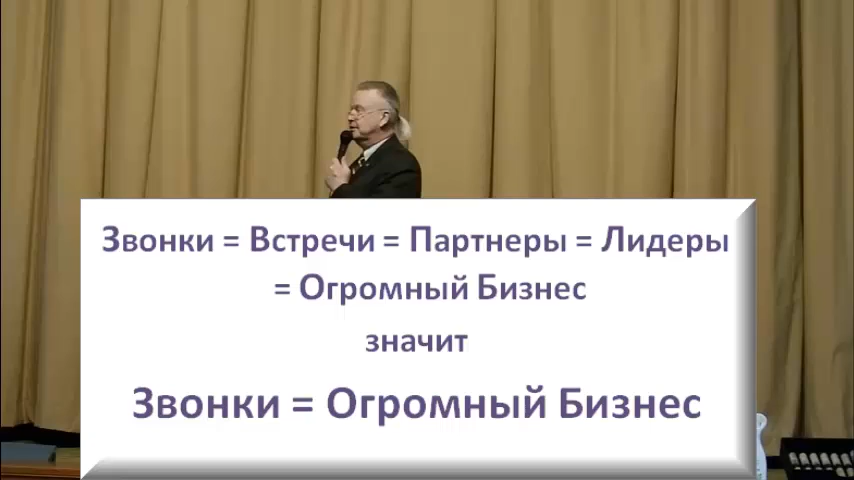 Звонки = Встречи = Партнеры = Лидеры
= Огромный Бизнес
значит
Звонки = Огромный Бизнес